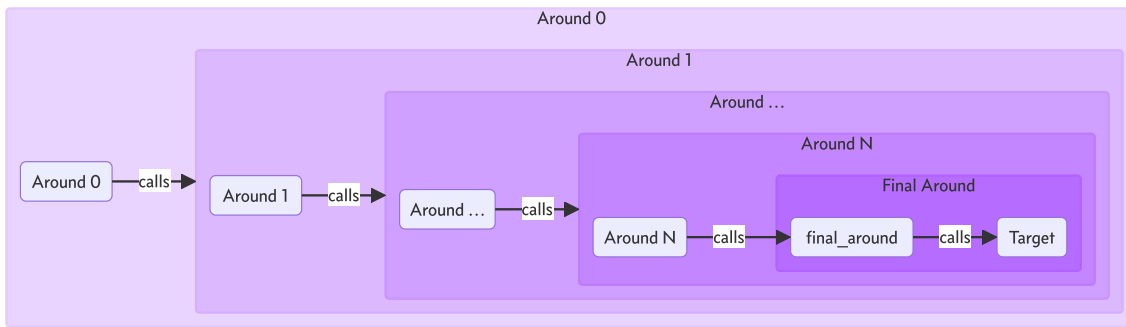 Around 0
Around 1
Around ...
Around N
Final Around
Around 0
calls
Around 1
calls
Around ...
calls
Around N
calls
final_around
calls
Target